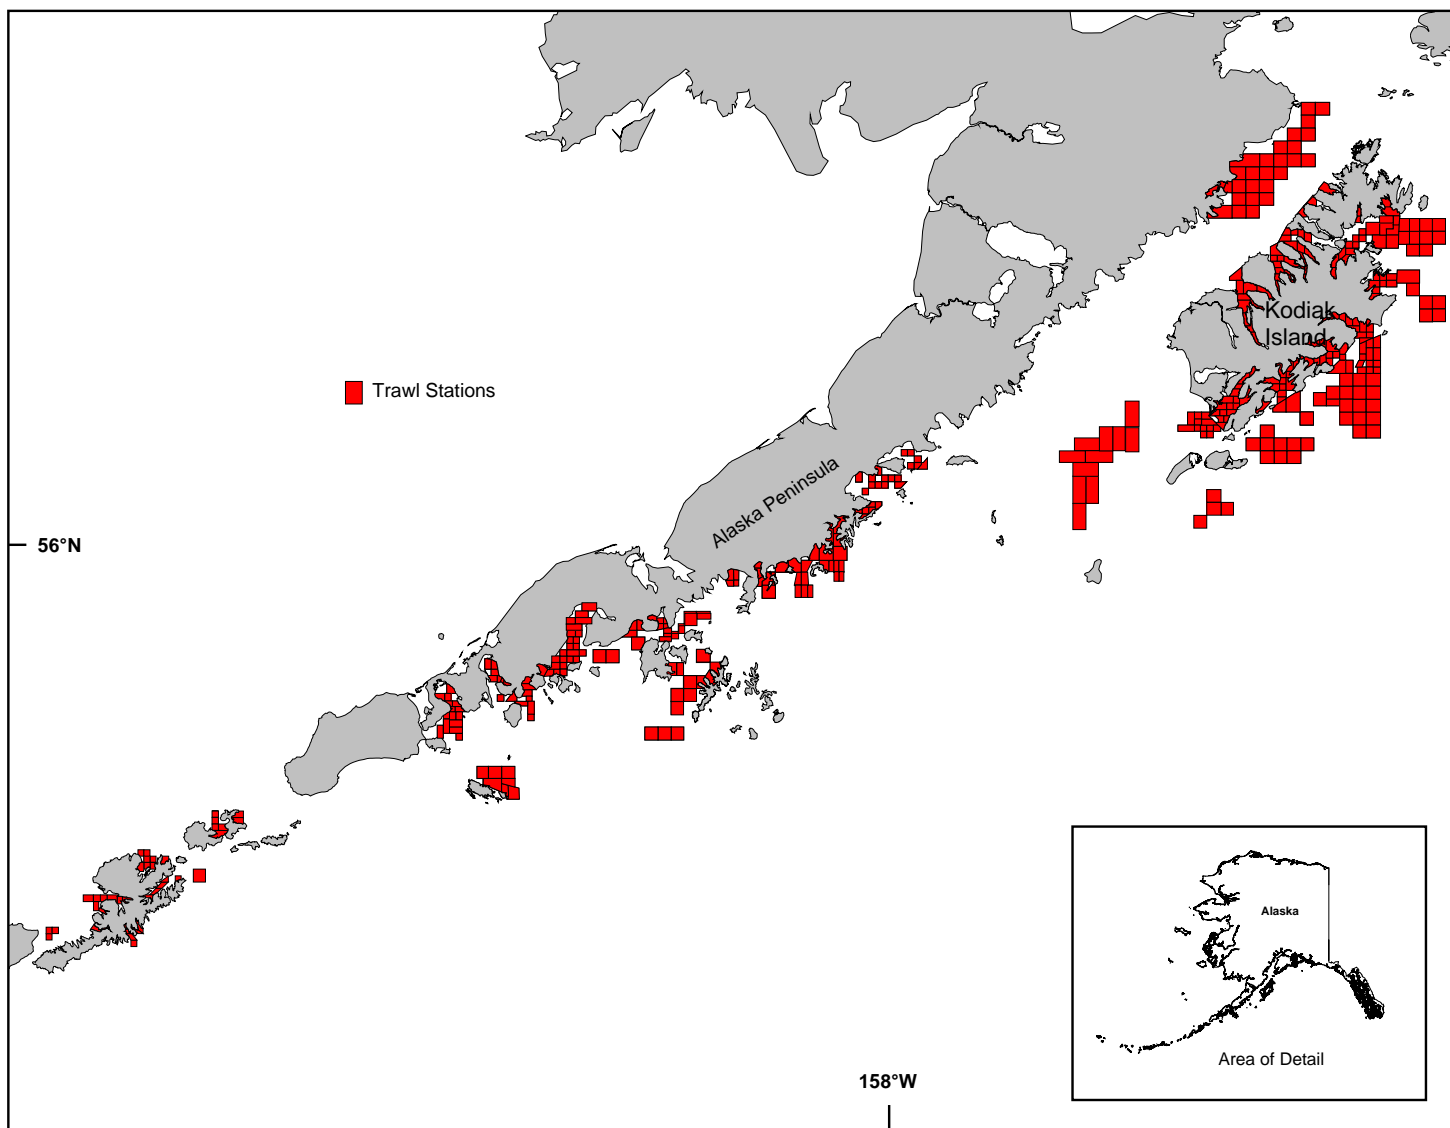 Kodiak
Island
Trawl Stations
Alaska Peninsula
56°N
Alaska
Area of Detail
158°W